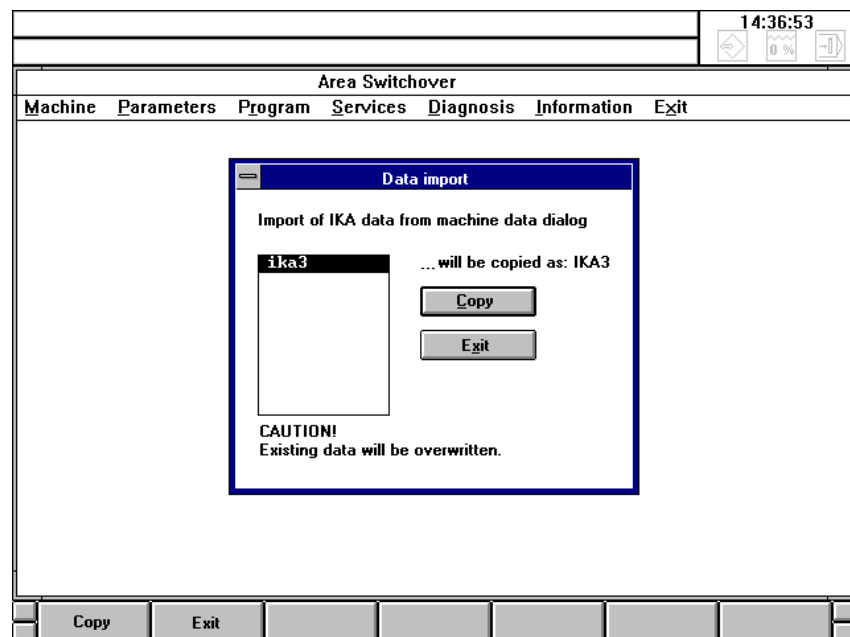 14:36:53
0 %
Area Switchover
Machine Parameters Program Services Diagnosis Information Exit
Data import
Import of IKA data from machine data dialog
ika3
...will be copied as: IKA3
Copy
Exit
CAUTION!
Existing data will be overwritten.
Copy Exit